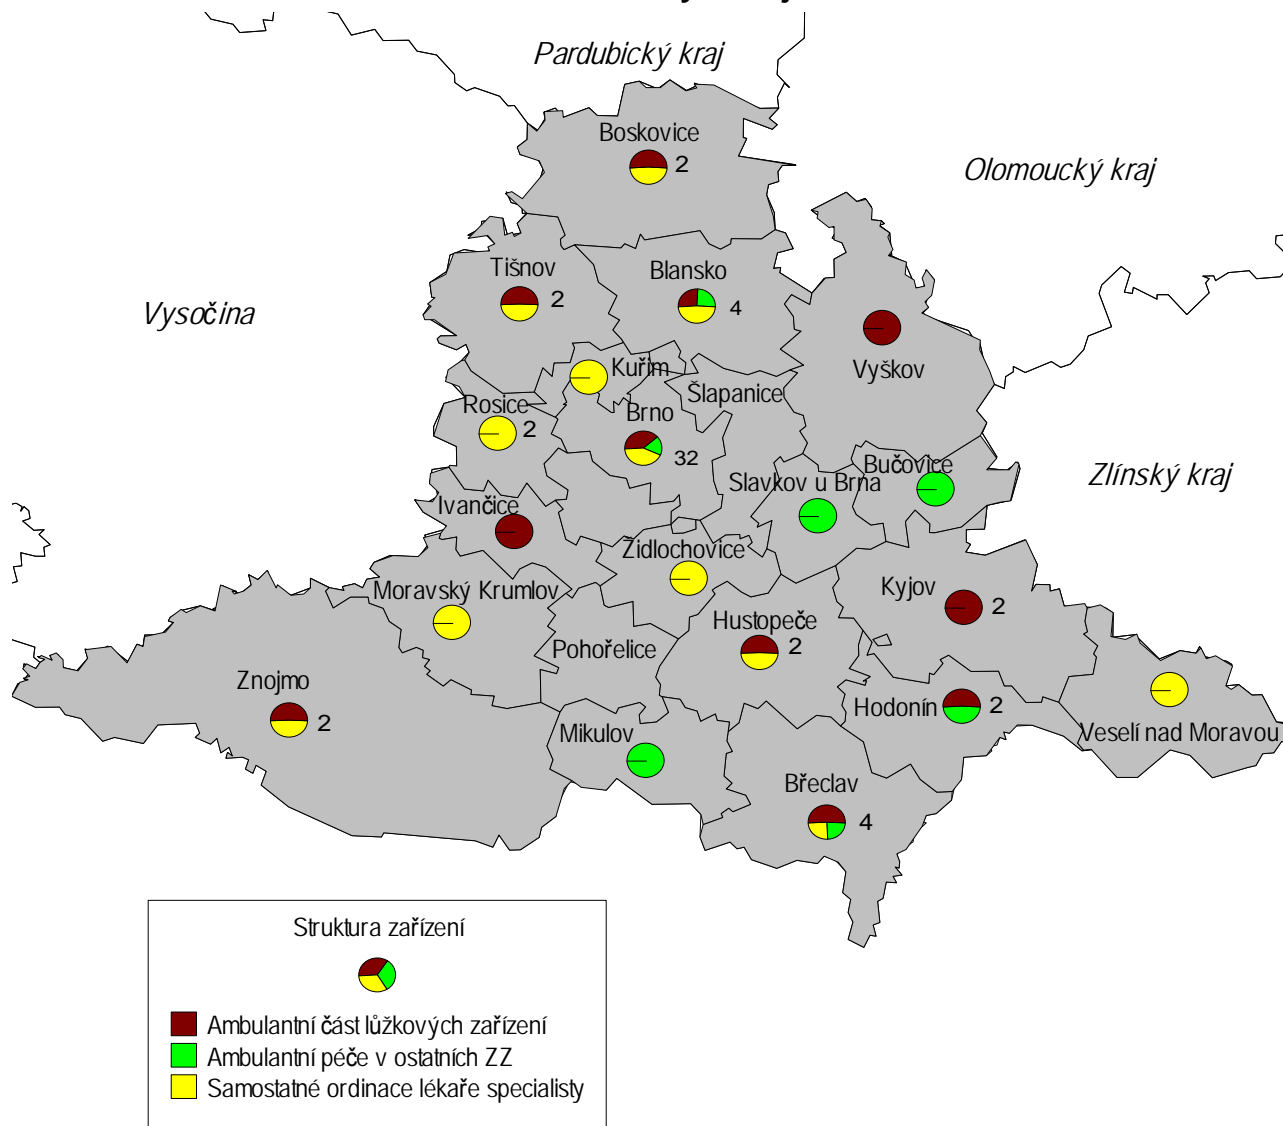 Pardubický kraj
Boskovice
2
Olomoucký kraj
Tišnov
2
Blansko
4
Vysočina
Vyškov
Kuřim
Šlapanice
Rosice
2
Brno
32
Bučovice
Zlínský kraj
Slavkov u Brna
Ivančice
Židlochovice
Moravský Krumlov
Kyjov
2
Hustopeče
2
Pohořelice
Znojmo
2
Hodonín
2
Veselí nad Moravou
Mikulov
Břeclav
4
Struktura zařízení
Ambulantní část lůžkových zařízení
Ambulantní péče v ostatních ZZ
Samostatné ordinace lékaře specialisty